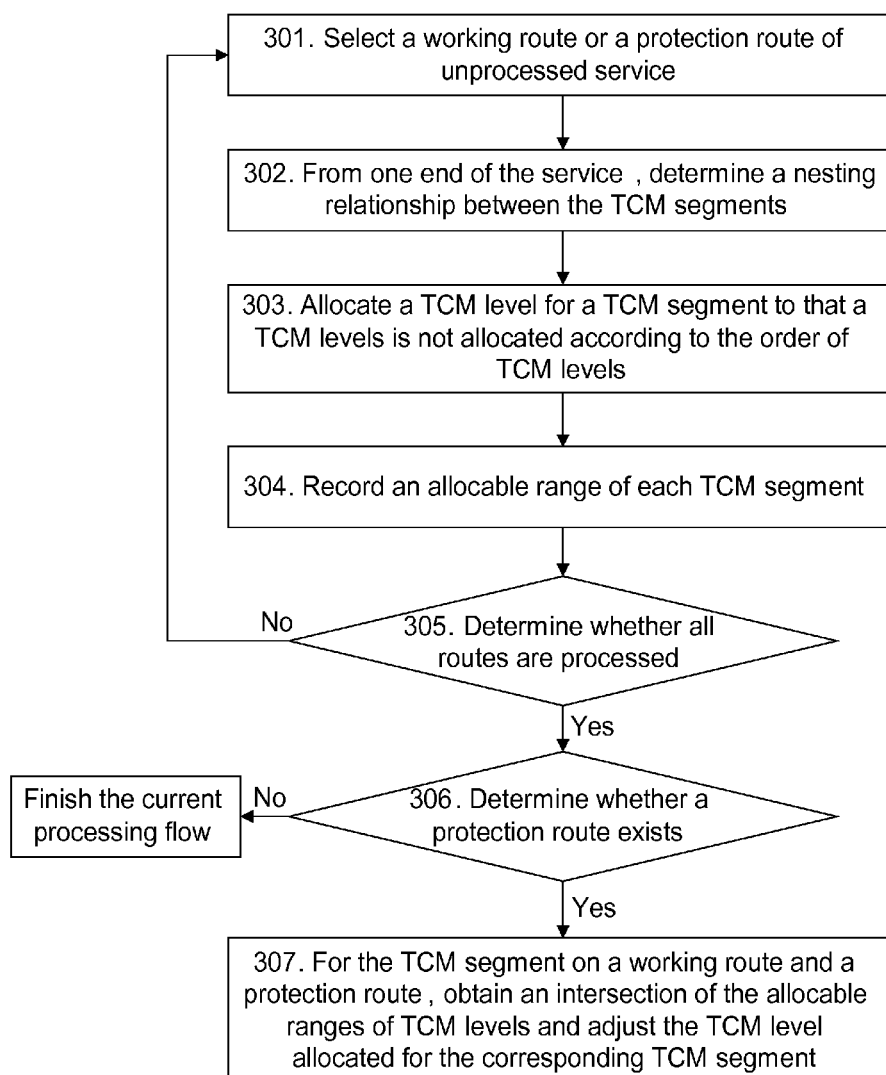 301. Select a working route or a protection route of
unprocessed service
302. From one end of the service , determine a nesting
relationship between the TCM segments
303. Allocate a TCM level for a TCM segment to that a
TCM levels is not allocated according to the order of
TCM levels
304. Record an allocable range of each TCM segment
No
305. Determine whether all
routes are processed
Yes
Finish the current
processing flow
No
306. Determine whether a
protection route exists
Yes
307. For the TCM segment on a working route and a
protection route , obtain an intersection of the allocable
ranges of TCM levels and adjust the TCM level
allocated for the corresponding TCM segment